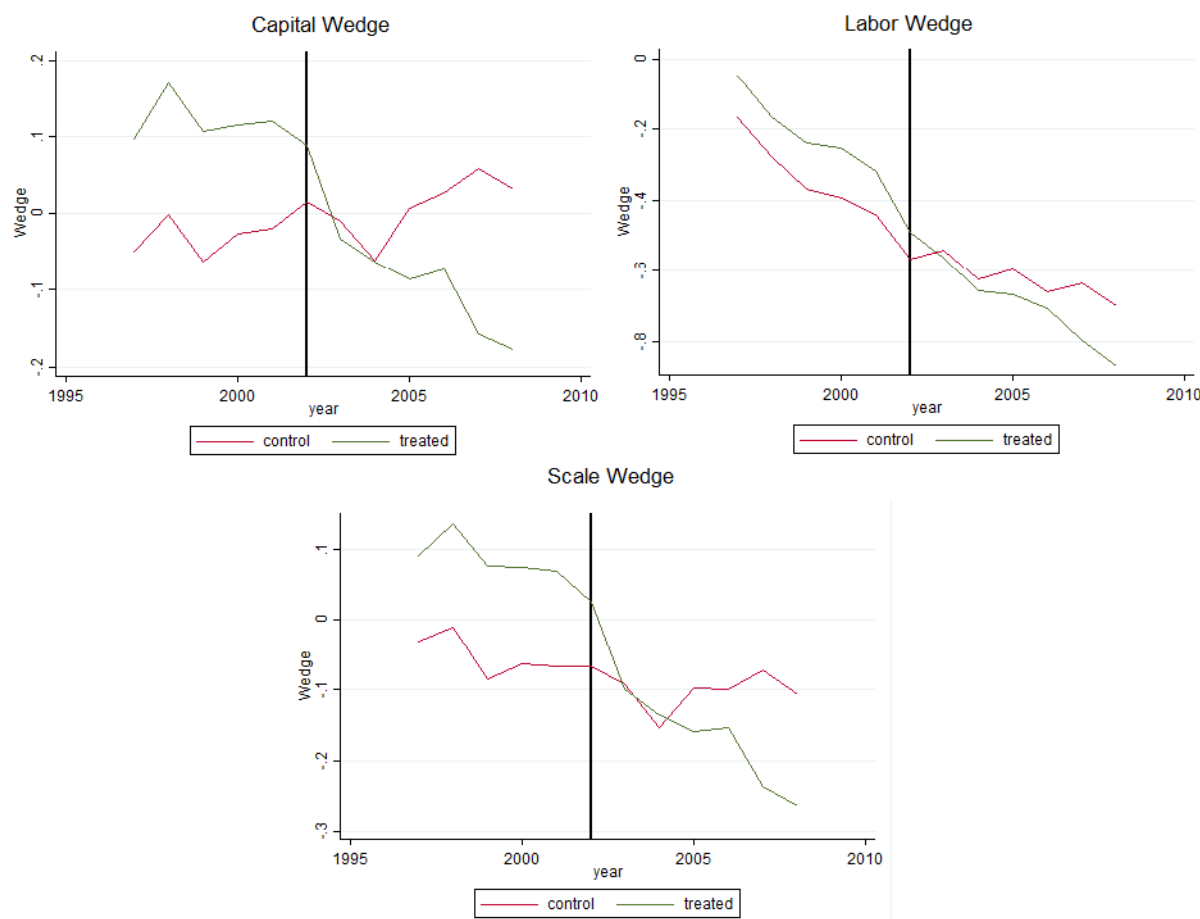 Capital Wedge
.2
.1
0
-.1
-.2
Wedge
1995 2000 2005 2010
year
control treated
Labor Wedge
0
-.2
-.4
-.3
-.8
Wedge
1995 2000 2005 2010
year
control treated
Scale Wedge
.1
0
-.1
-.2
-.3
Wedge
1995 2000 2005 2010
year
control treated